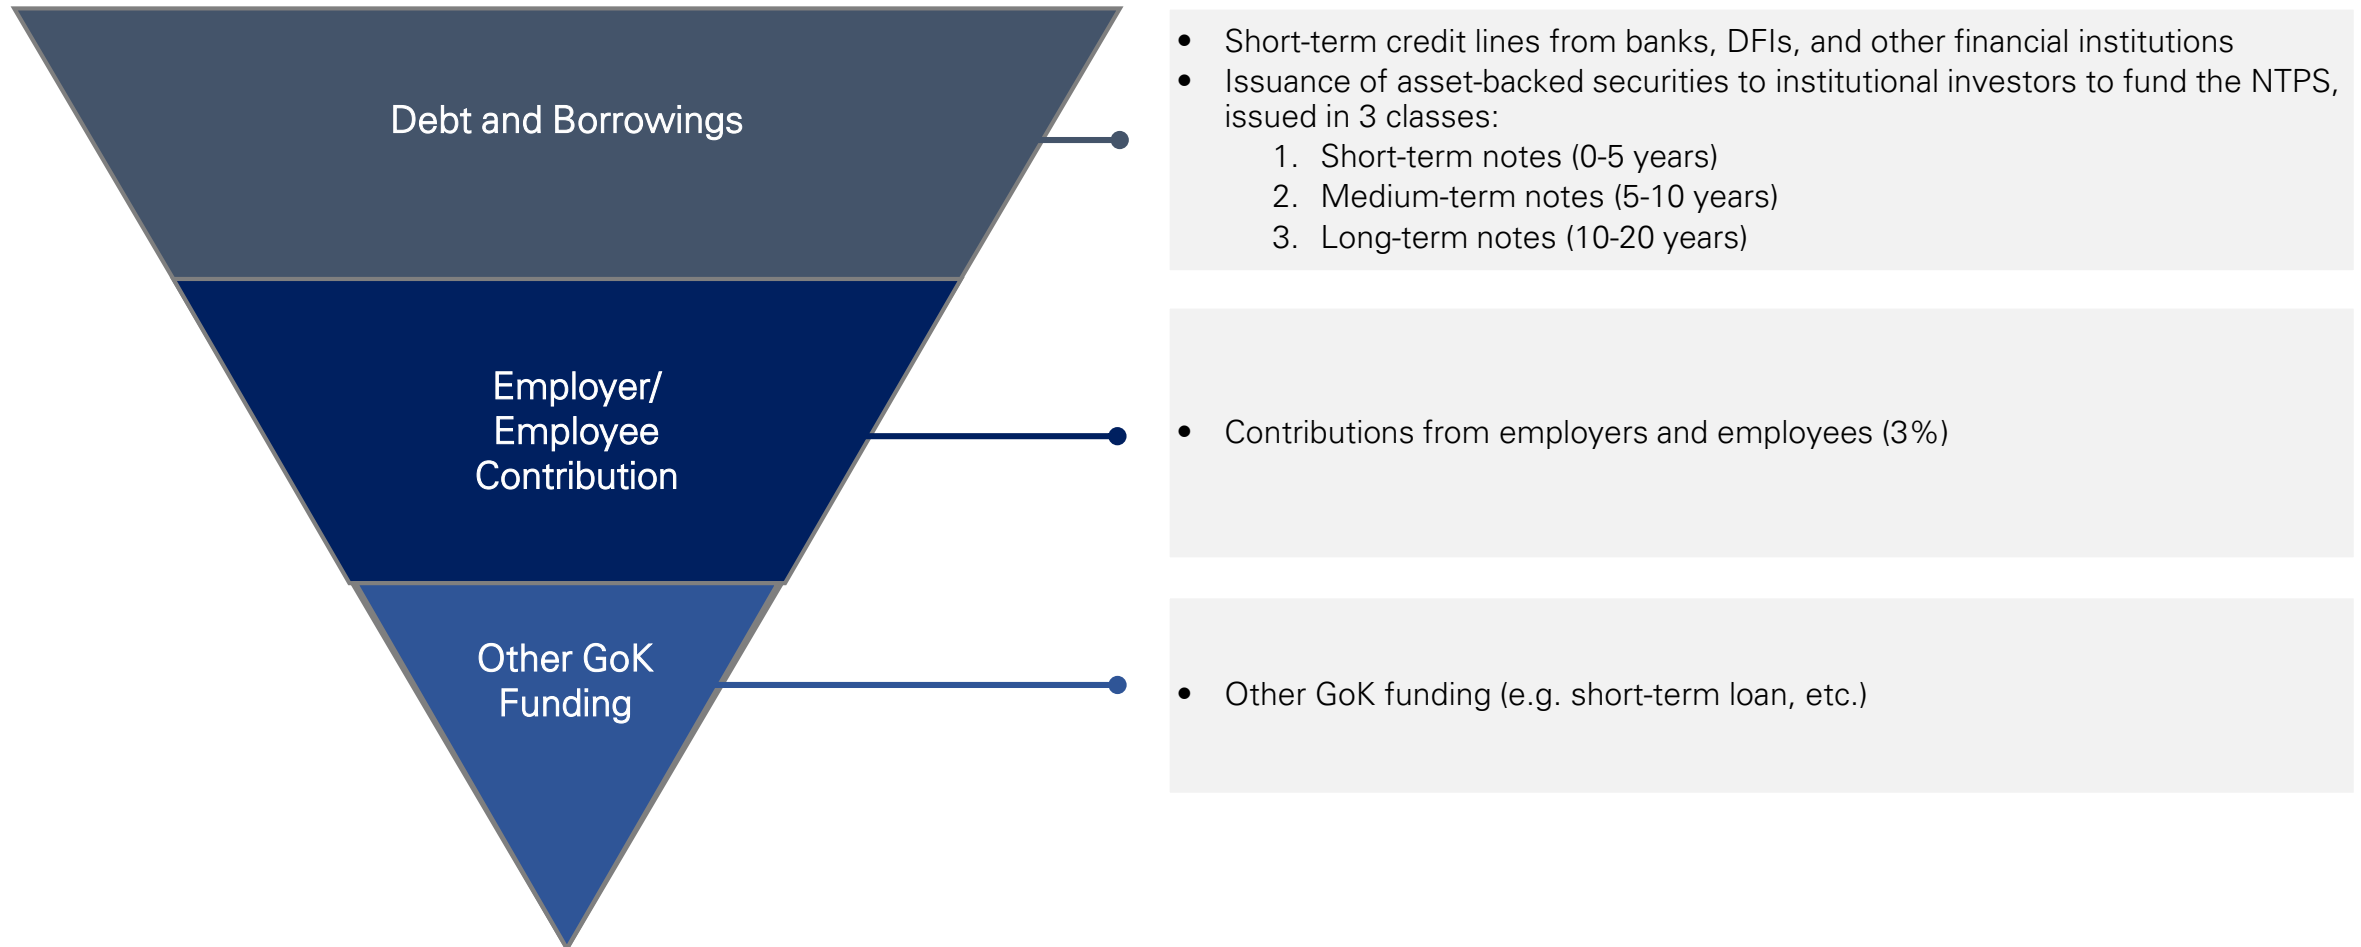 Debt and Borrowings
• Short-term credit lines from banks, DFIs, and other financial institutions
• Issuance of asset-backed securities to institutional investors to fund the NTPS,
issued in 3 classes:
1. Short-term notes (0-5 years)
2. Medium-term notes (5-10 years)
3. Long-term notes (10-20 years)
Employer/
Employee
Contribution
• Contributions from employers and employees (3%)
Other GoK
Funding
• Other GoK funding (e.g. short-term loan, etc.)